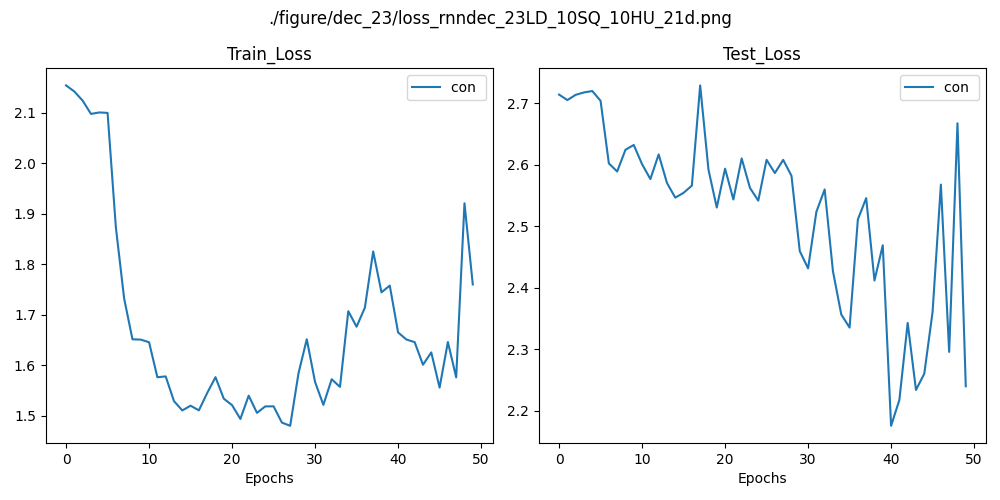 ./figure/dec_23/loss_rnndec_23LD_10SQ_10HU_21d.png
Train_Loss
Test_Loss
con
con
2.1
2.0
1.9
1.8
1.7
1.6
1.5
0 10 20 30 40 50
Epochs
2.7
2.6
2.5
2.4
2.3
2.2
0 10 20 30 40 50
Epochs